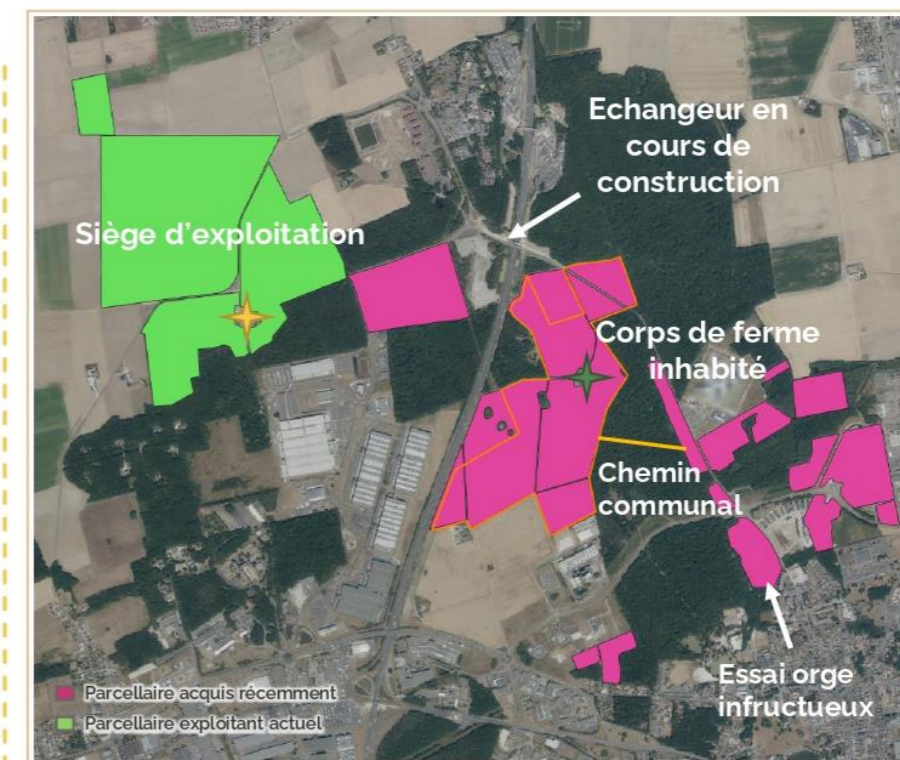 Echangeur en
cours de
construction
Siège d'exploitation
Corps de ferme
inhabité
Chemin
communal
Essai orge
infructueux
Parcellaire acquis récemment
Parcellaire exploitant actuel